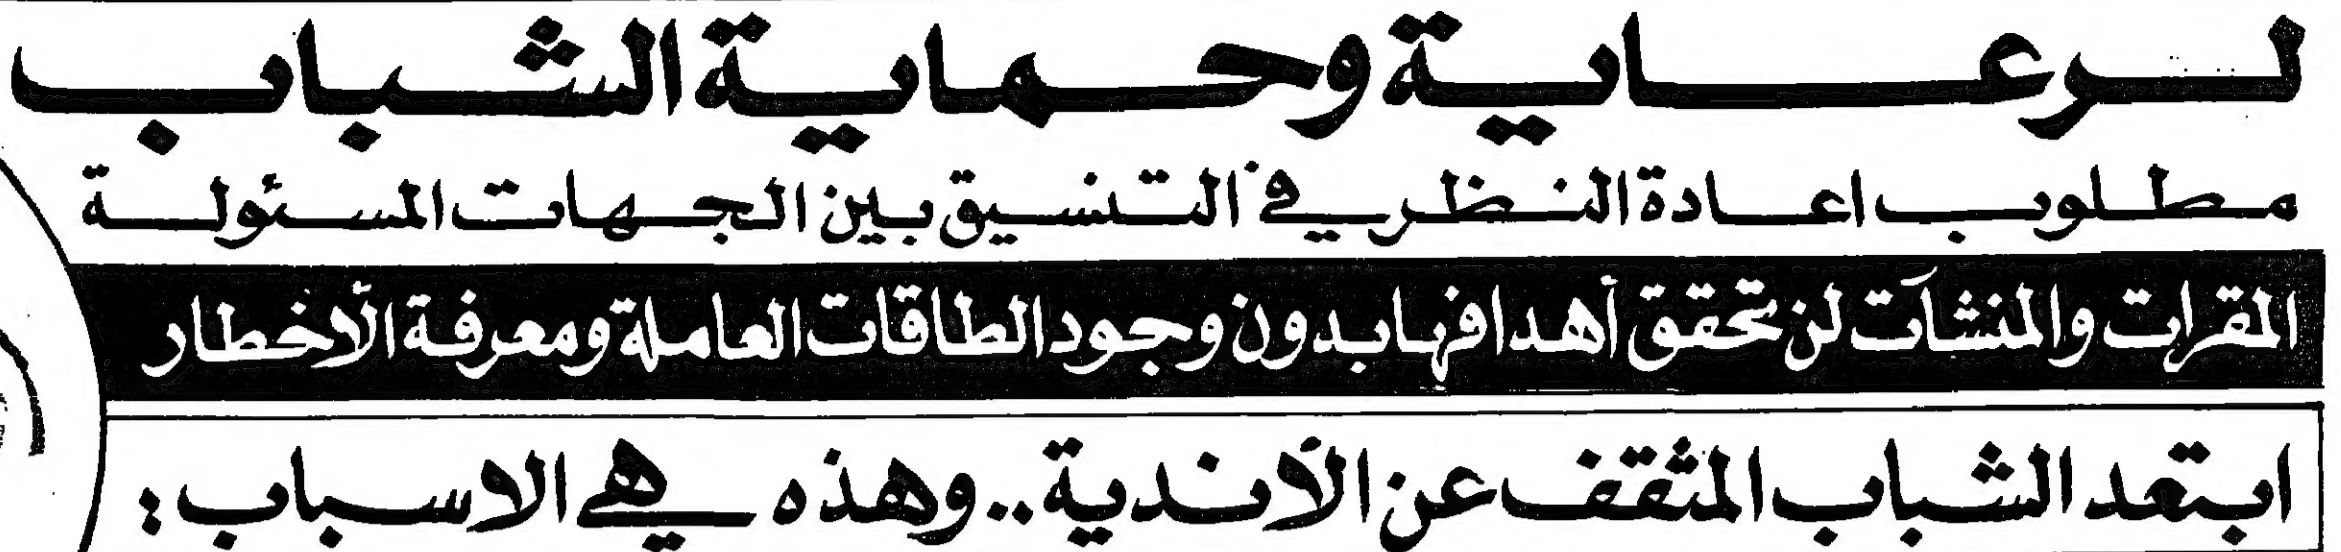 لرعاية وحماية الشباب
مطلوب اعادة النظر في التنسيق بين الجهات المسئولة
المقرات والمنشآت لن تحقق أهدافها بدون وجود الطاقات العاملة ومعرفة الأخطار
ابتعد الشباب المثقف عن الأندية .. وهذه هي الاسباب :